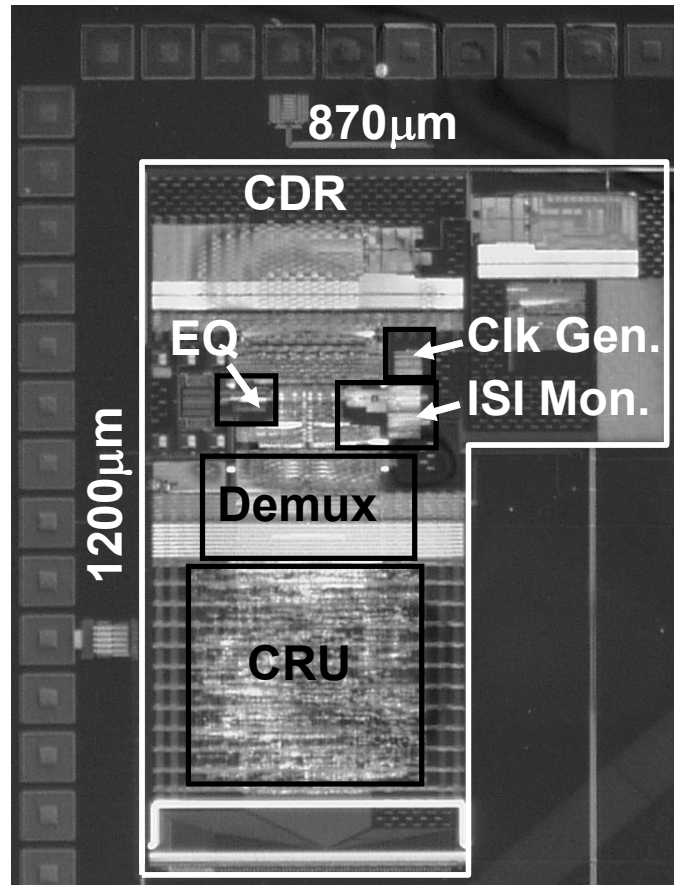 870μm
CDR
EQ
Clk Gen.
ISI Mon.
1200μm
Demux
CRU